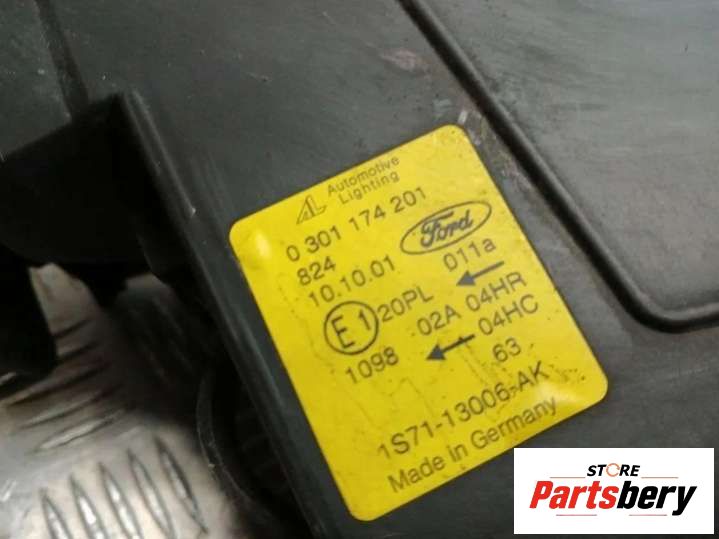 AL Automotive
Lighting
0 301 174 201
824
10.10.01
Ford
011a
E1 20PL 02A 04HR
1098 04HC
63
1S71-13006-AK
Made in Germany
STORE
Partsbery